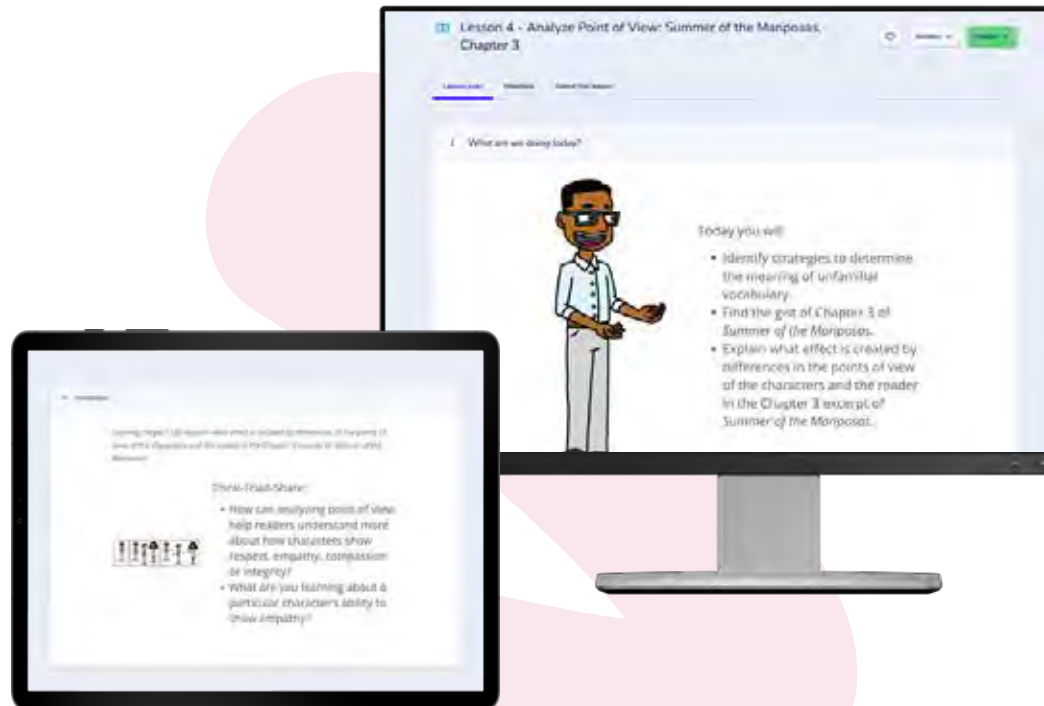 Lesson 4 - Analyze Point of View: Summer of the Mariposas,
Chapter 3
Lesson plan
What are we doing today?
Today you will:
• Identify strategies to determine
the meaning of unfamiliar
vocabulary.
• Find the gist of Chapter 3 of
Summer of the Mariposas.
• Explain what effect is created by
differences in the points of view
of the characters and the reader
in the Chapter 3 excerpt of
Summer of the Mariposas.
Think-Triad-Share:
• How can analyzing point of view
help readers understand more
about how characters show
respect, empathy, compassion
or integrity?
• What are you learning about a
particular character's ability to
show empathy?